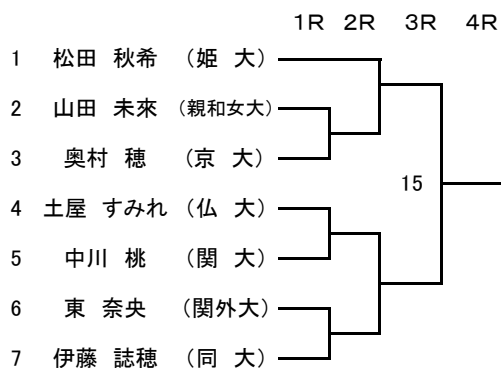 1R 2R 3R 4R
1 松田 秋希 (姫 大)
2 山田 未來 (親和女大)
3 奥村 穂 (京 大)
15
4 土屋 すみれ (仏 大)
5 中川 桃 (関 大)
6 東 奈央 (関外大)
7 伊藤 誌穂 (同 大)